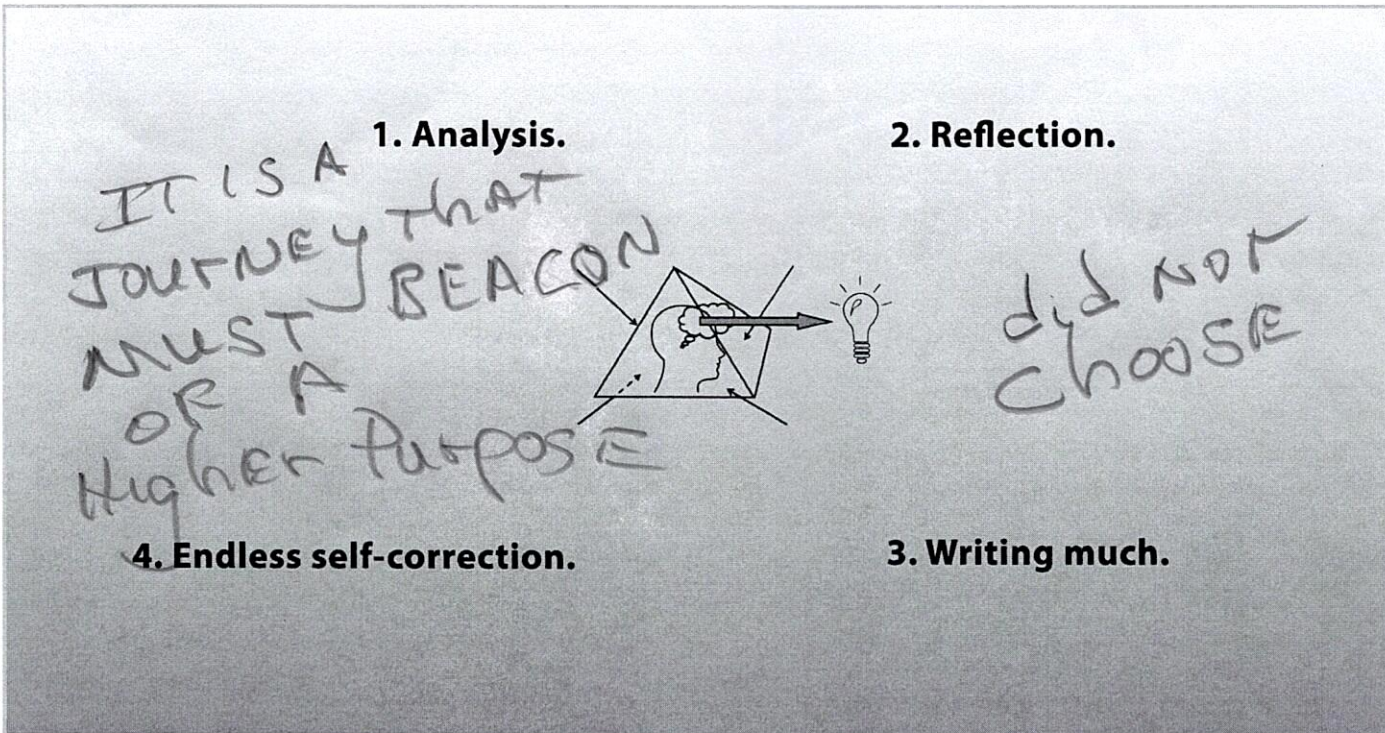 1. Analysis.
2. Reflection.
IT IS A
JOURNEY THAT
MUST BEACON
OF A
HigHER PurposE
did NOT
CHOOSE
4. Endless self-correction.
3. Writing much.